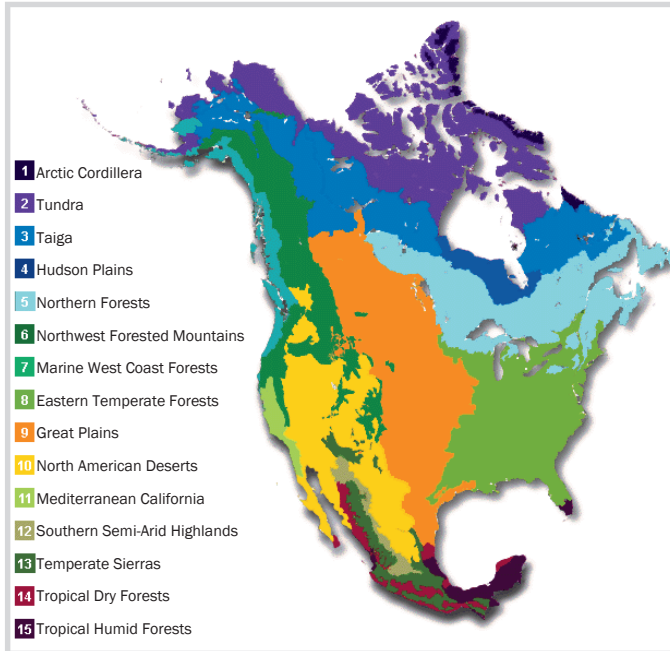 1 Arctic Cordillera
2 Tundra
3 Taiga
4 Hudson Plains
5 Northern Forests
6 Northwest Forested Mountains
7 Marine West Coast Forests
8 Eastern Temperate Forests
9 Great Plains
10 North American Deserts
11 Mediterranean California
12 Southern Semi-Arid Highlands
13 Temperate Sierras
14 Tropical Dry Forests
15 Tropical Humid Forests